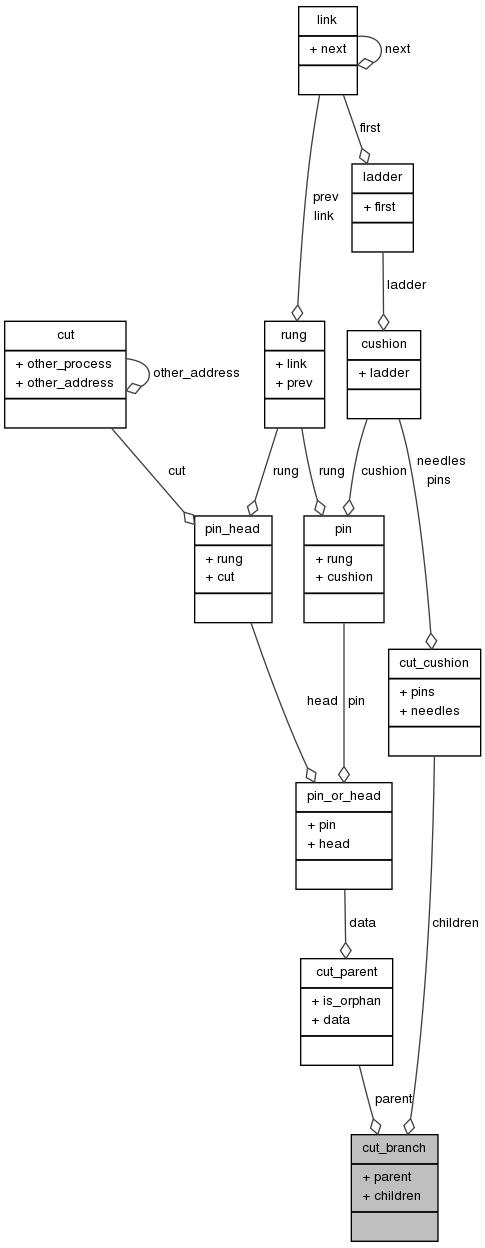 link
+ next
next
first
prev
link
ladder
+ first
ladder
cut
+ other_process
+ other_address
other_address
rung
+ link
+ prev
cushion
+ ladder
cut
rung
rung
cushion
needles
pins
pin_head
+ rung
+ cut
pin
+ rung
+ cushion
cut_cushion
+ pins
+ needles
head
pin
pin_or_head
+ pin
+ head
data
children
cut_parent
+ is_orphan
+ data
parent
cut_branch
+ parent
+ children